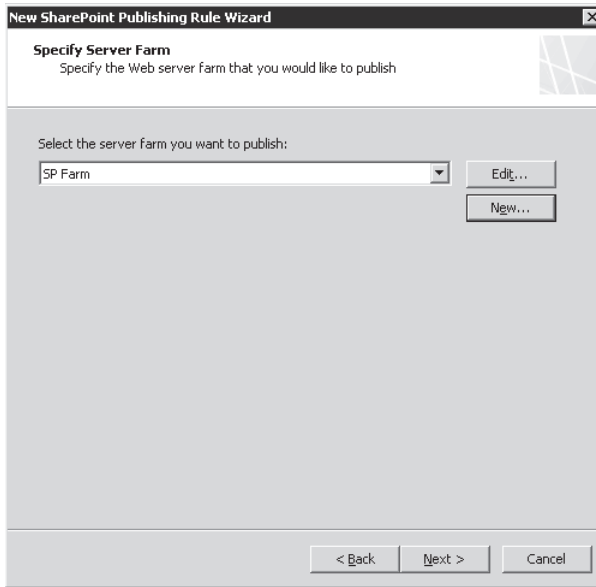 New SharePoint Publishing Rule Wizard
Specify Server Farm
Specify the Web server farm that you would like to publish
Select the server farm you want to publish:
SP Farm
Edit...
New...
< Back
Next >
Cancel